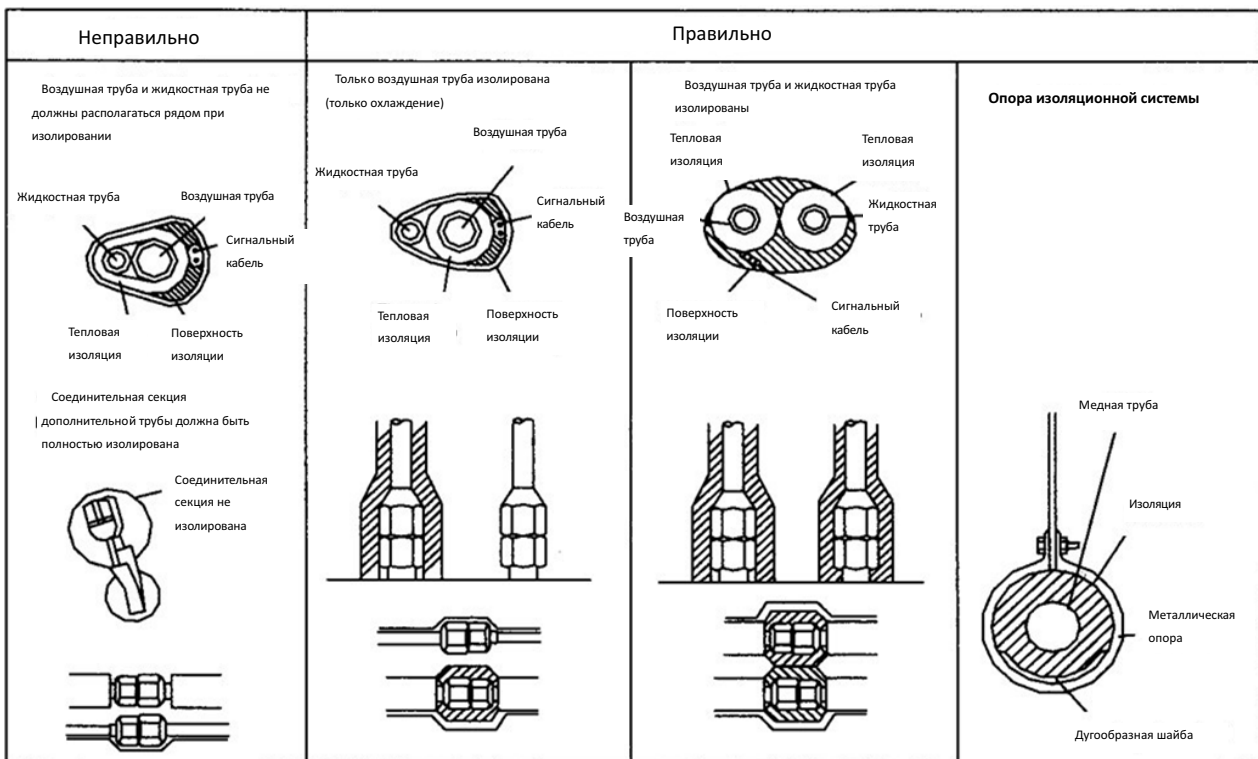 Неправильно
Правильно
Воздушная труба и жидкостная труба не
должны располагаться рядом при
изолировании
Жидкостная труба
Воздушная труба
Сигнальный
кабель
Тепловая
изоляция
Поверхность
изоляции
Соединительная секция
дополнительной трубы должна быть
полностью изолирована
Соединительная
секция не
изолирована
Только воздушная труба изолирована
(только охлаждение)
Воздушная труба
Жидкостная труба
Сигнальный
кабель
Тепловая
изоляция
Поверхность
изоляции
Воздушная труба и жидкостная труба
изолированы
Тепловая
изоляция
Тепловая
изоляция
Воздушная
труба
Жидкостная
труба
Поверхность
изоляции
Сигнальный
кабель
Опора изоляционной системы
Медная труба
Изоляция
Металлическая
опора
Дугообразная шайба